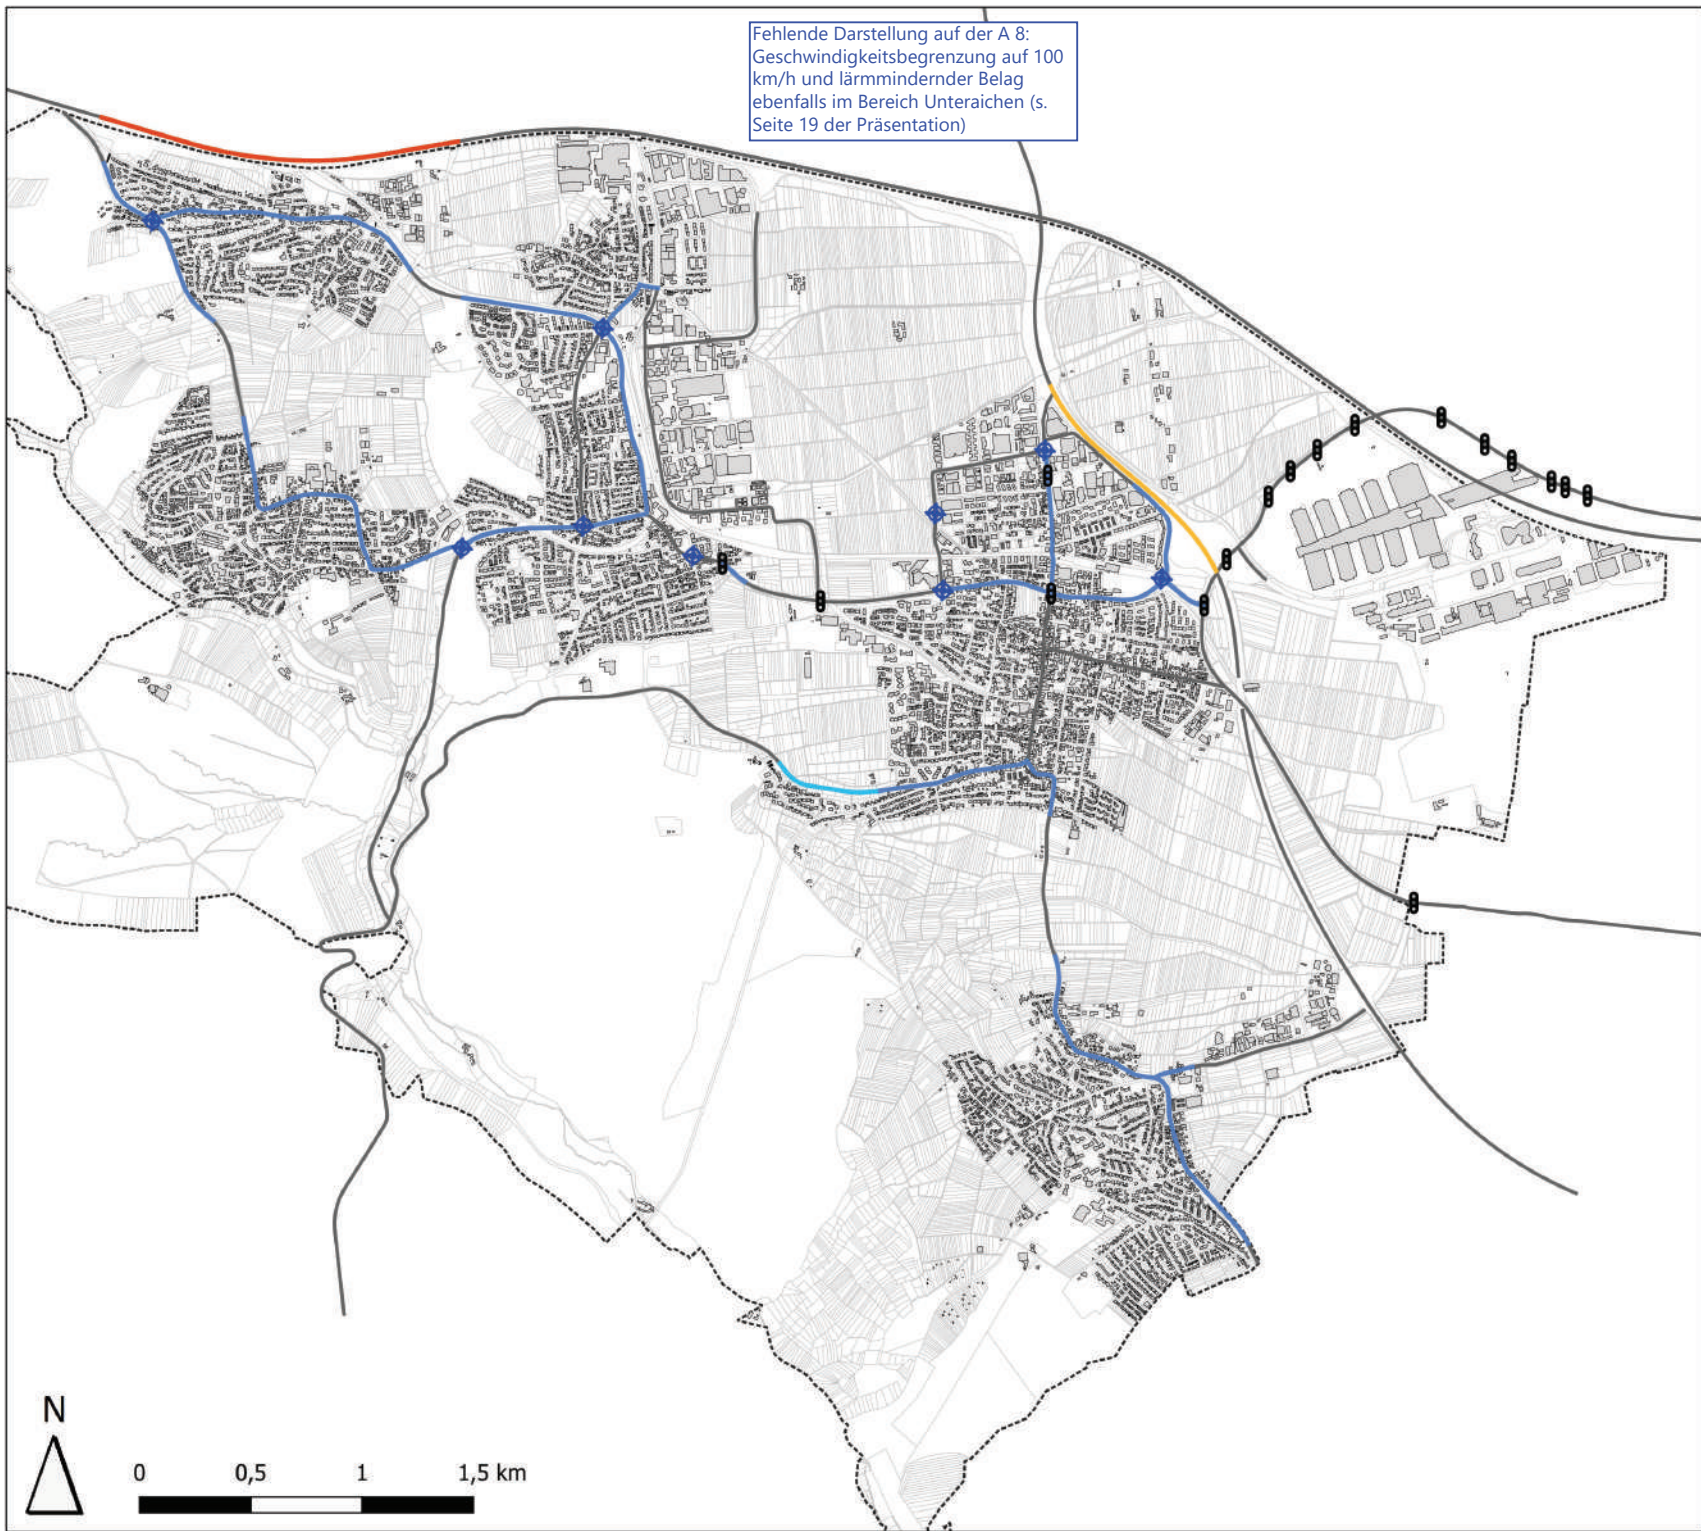 Fehlende Darstellung auf der A 8:
Geschwindigkeitsbegrenzung auf 100
km/h und lärmmindernder Belag
ebenfalls im Bereich Unteraichen (s.
Seite 19 der Präsentation)
N
0 0,5 1 1,5 km